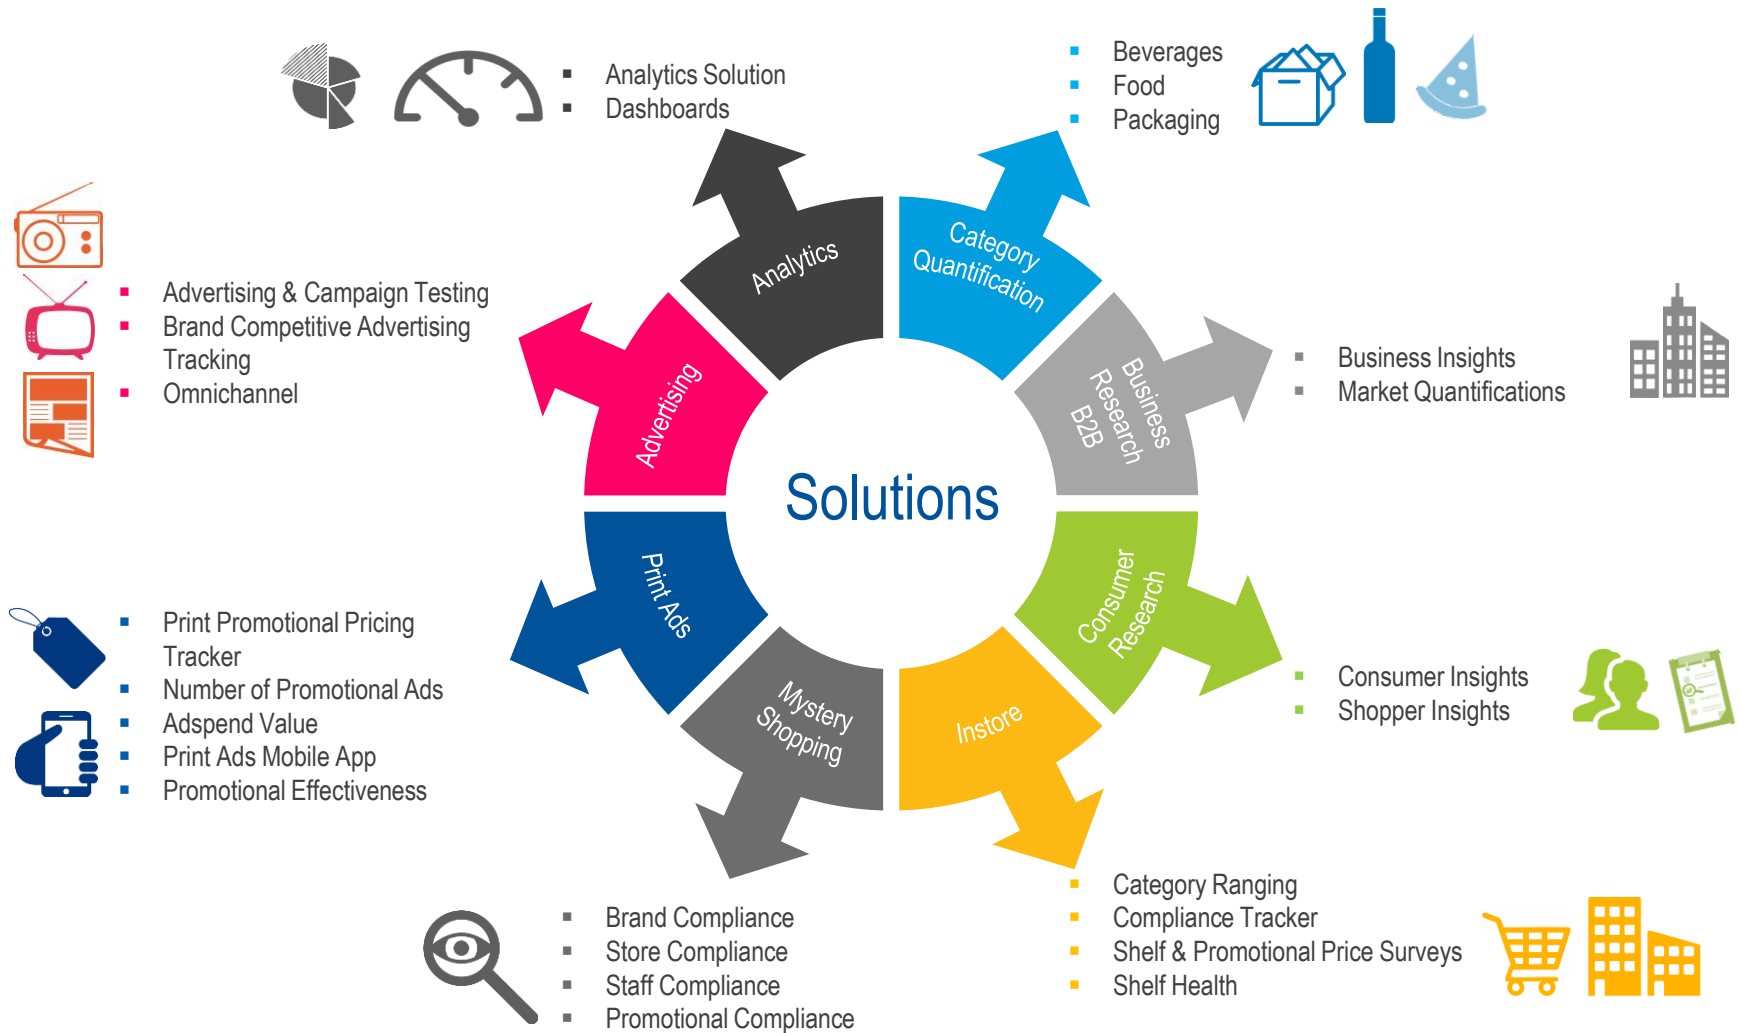 Analytics Solution
Dashboards
Beverages
Food
Packaging
Analytics
Category
Quantification
Advertising & Campaign Testing
Brand Competitive Advertising
Tracking
Omnichannel
Advertising
Business
Research
B2B
Business Insights
Market Quantifications
Solutions
Print Ads
Consumer
Research
Print Promotional Pricing
Tracker
Number of Promotional Ads
Adspend Value
Print Ads Mobile App
Promotional Effectiveness
Consumer Insights
Shopper Insights
Mystery
Shopping
Instore
Brand Compliance
Store Compliance
Staff Compliance
Promotional Compliance
Category Ranging
Compliance Tracker
Shelf & Promotional Price Surveys
Shelf Health